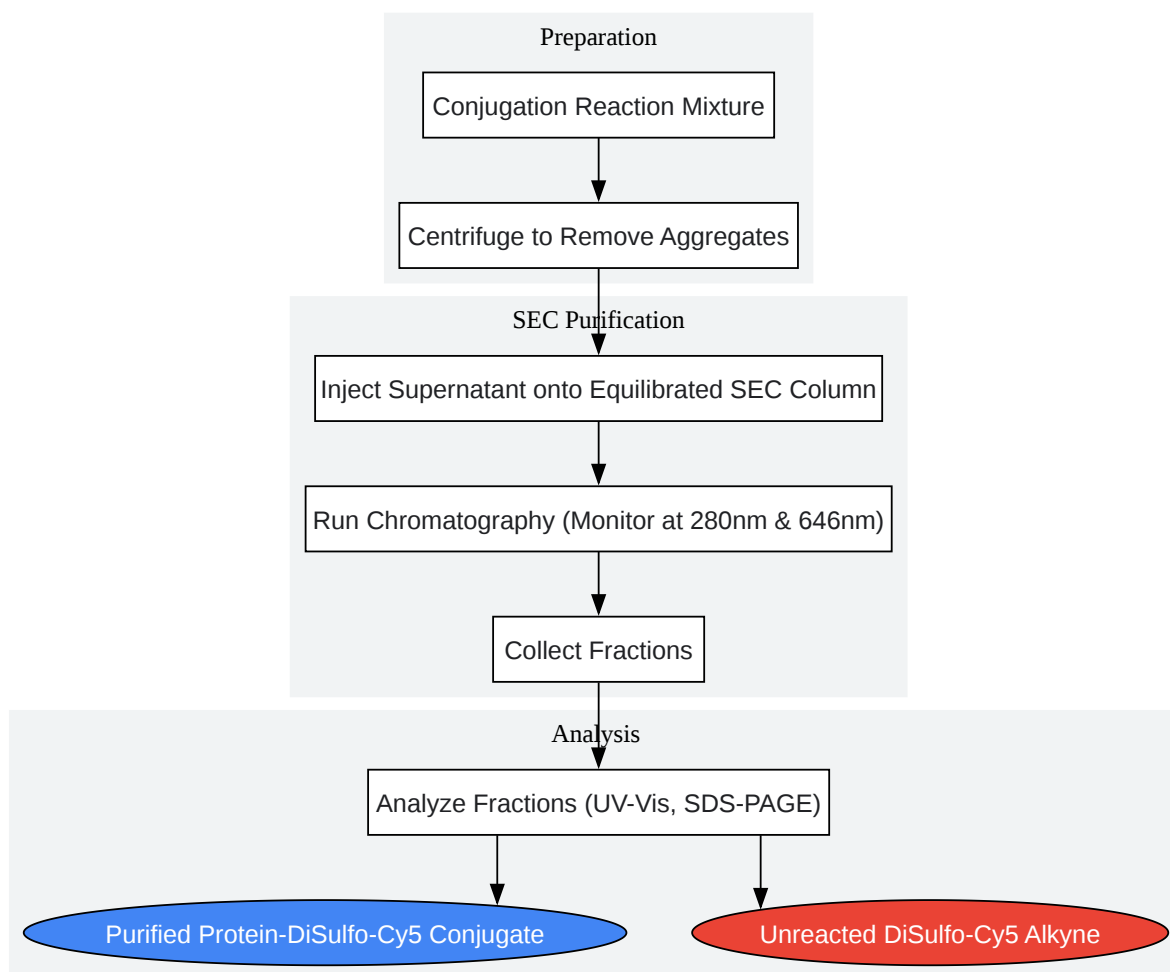 Preparation
Conjugation Reaction Mixture
Centrifuge to Remove Aggregates
SEC Purification
Inject Supernatant onto Equilibrated SEC Column
Run Chromatography (Monitor at 280nm & 646nm)
Collect Fractions
Analysis
Analyze Fractions (UV-Vis, SDS-PAGE)
Purified Protein-DiSulfo-Cy5 Conjugate
Unreacted DiSulfo-Cy5 Alkyne